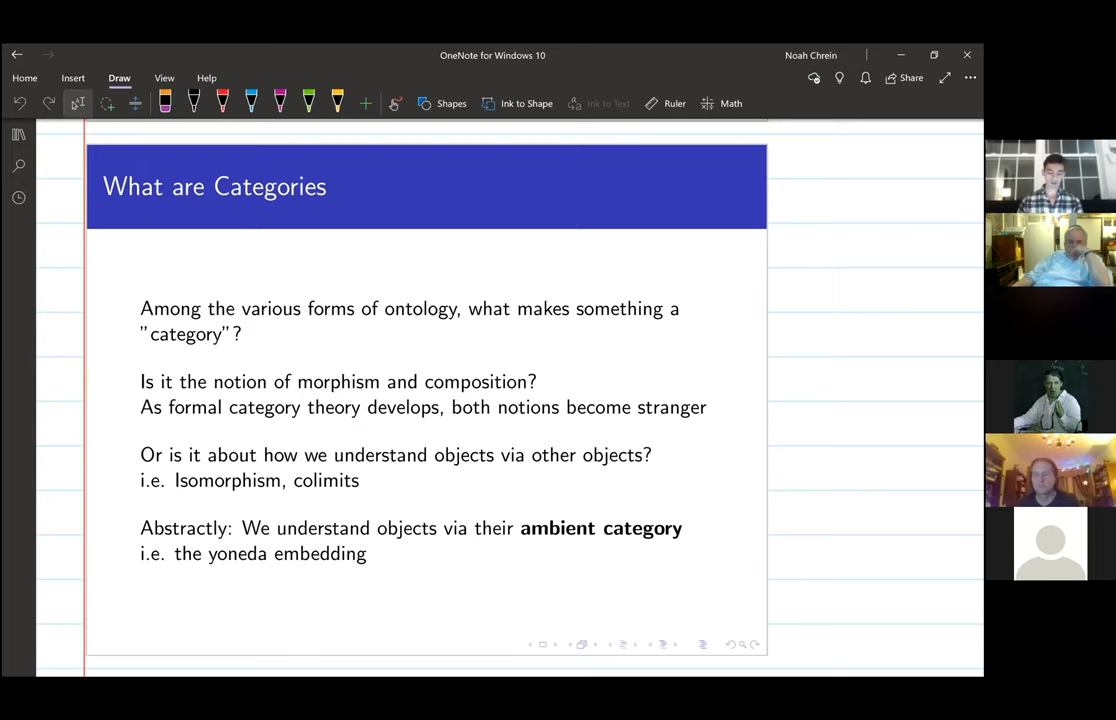 OneNote for Windows 10
Noah Chrein
Home Insert Draw View Help
Share
Shapes Ink to Shape Ink to Text Ruler Math
What are Categories
Among the various forms of ontology, what makes something a
"category"?
Is it the notion of morphism and composition?
As formal category theory develops, both notions become stranger
Or is it about how we understand objects via other objects?
i.e. Isomorphism, colimits
Abstractly: We understand objects via their ambient category
i.e. the yoneda embedding